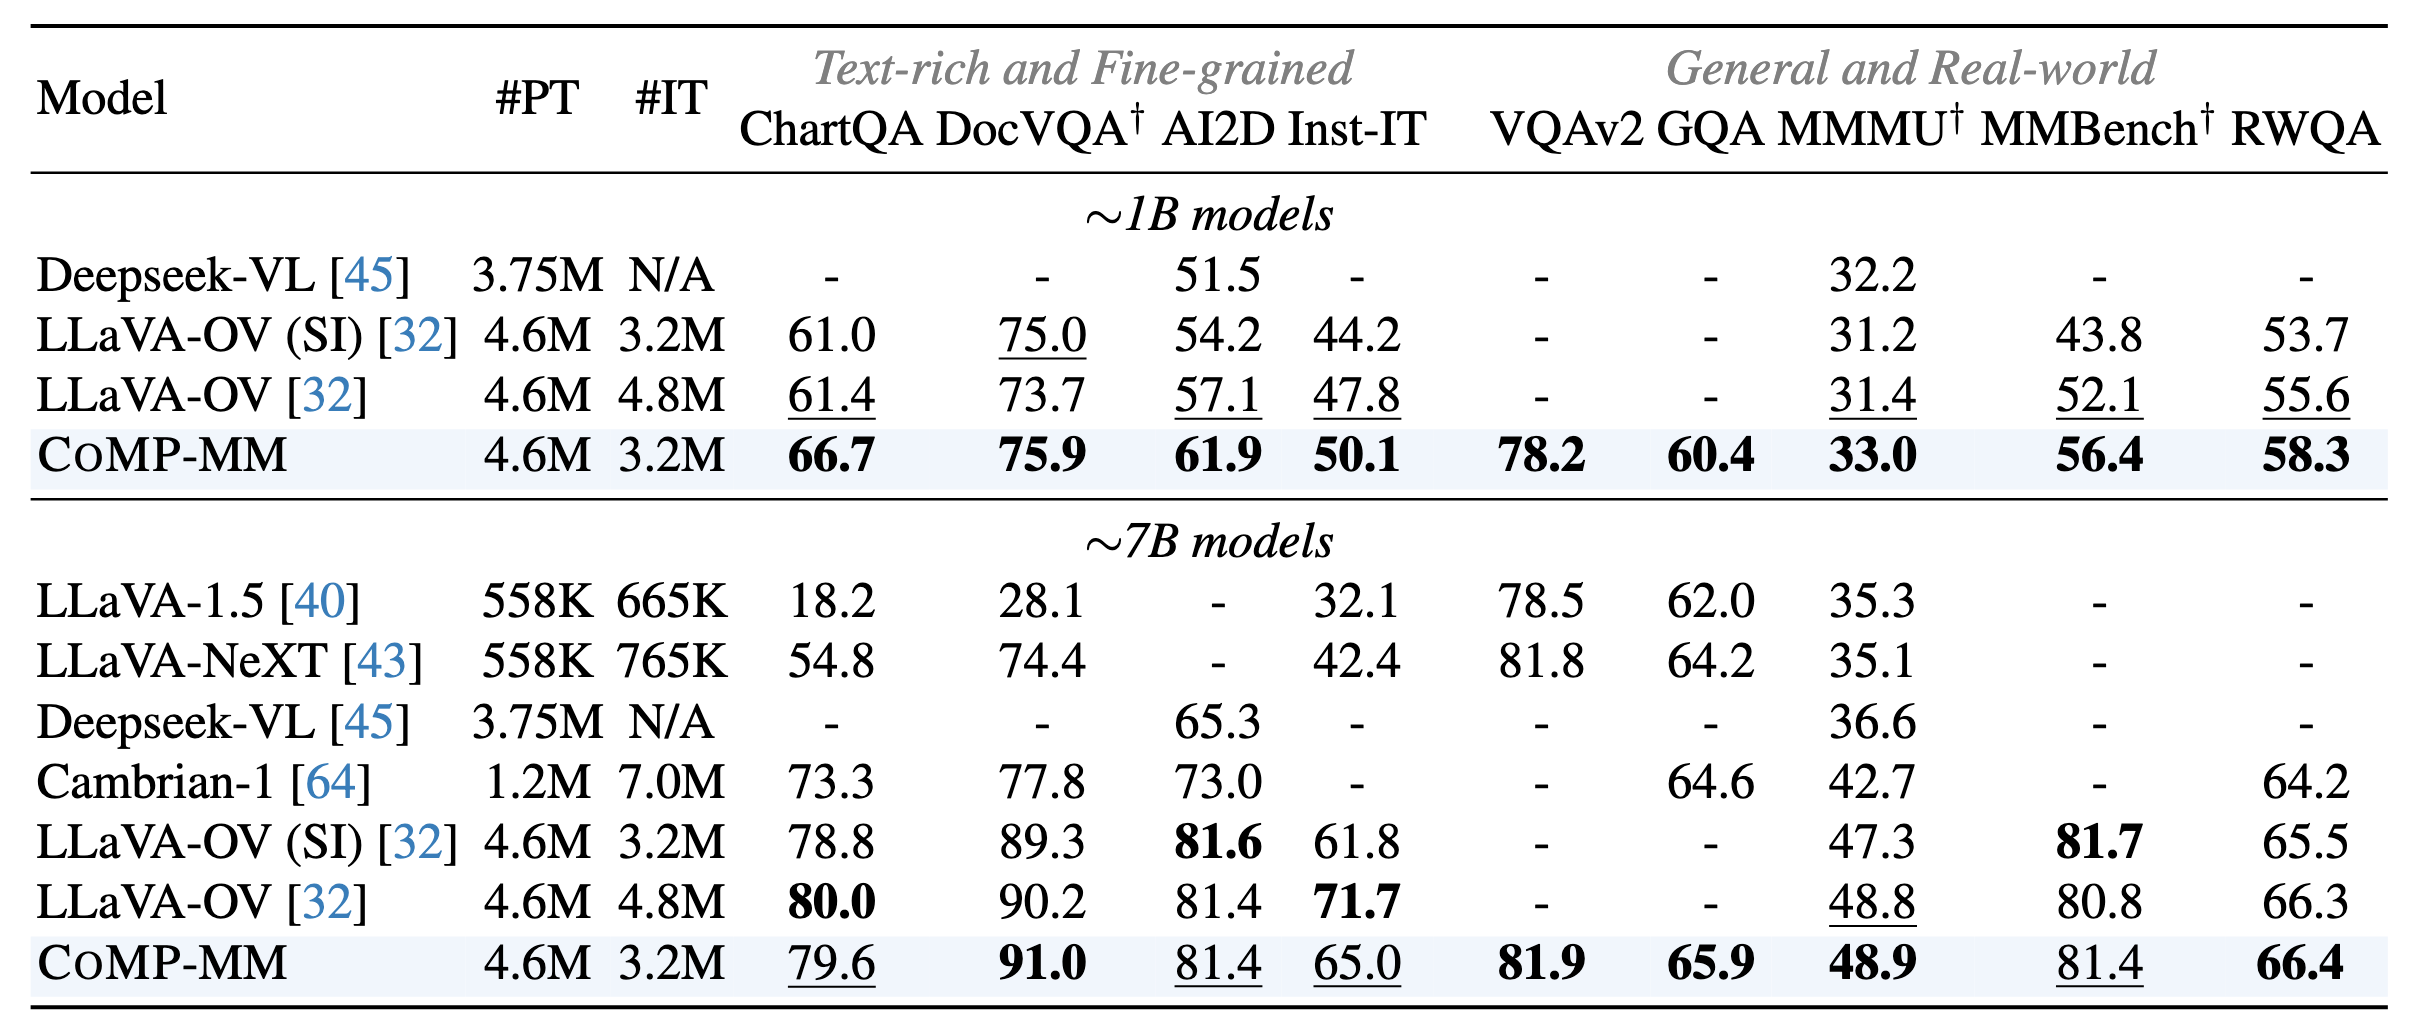 Text-rich and Fine-grained General and Real-world
Model #PT #IT ChartQA DocVQA† AI2D Inst-IT VQAv2 GQA MMMU† MMBench† RWQA
~1B models
Deepseek-VL [45] 3.75M N/A - - 51.5 - - - 32.2 - -
LLaVA-OV (SI) [32] 4.6M 3.2M 61.0 75.0 54.2 44.2 - - 31.2 43.8 53.7
LLaVA-OV [32] 4.6M 4.8M 61.4 73.7 57.1 47.8 - - 31.4 52.1 55.6
COMP-MM 4.6M 3.2M 66.7 75.9 61.9 50.1 78.2 60.4 33.0 56.4 58.3
~7B models
LLaVA-1.5 [40] 558K 665K 18.2 28.1 - 32.1 78.5 62.0 35.3 - -
LLaVA-NeXT [43] 558K 765K 54.8 74.4 - 42.4 81.8 64.2 35.1 - -
Deepseek-VL [45] 3.75M N/A - - 65.3 - - - 36.6 - -
Cambrian-1 [64] 1.2M 7.0M 73.3 77.8 73.0 - - 64.6 42.7 - 64.2
LLaVA-OV (SI) [32] 4.6M 3.2M 78.8 89.3 81.6 61.8 - - 47.3 81.7 65.5
LLaVA-OV [32] 4.6M 4.8M 80.0 90.2 81.4 71.7 - - 48.8 80.8 66.3
COMP-MM 4.6M 3.2M 79.6 91.0 81.4 65.0 81.9 65.9 48.9 81.4 66.4